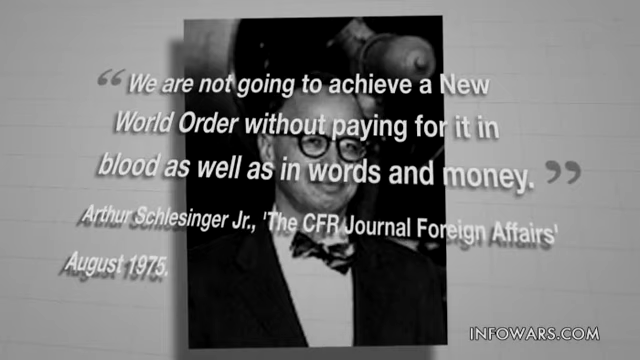 “ We are not going to achieve a New
World Order without paying for it in
blood as well as in words and money. ”
Arthur Schlesinger Jr., 'The CFR Journal Foreign Affairs'
August 1975.
INFOWARS.COM